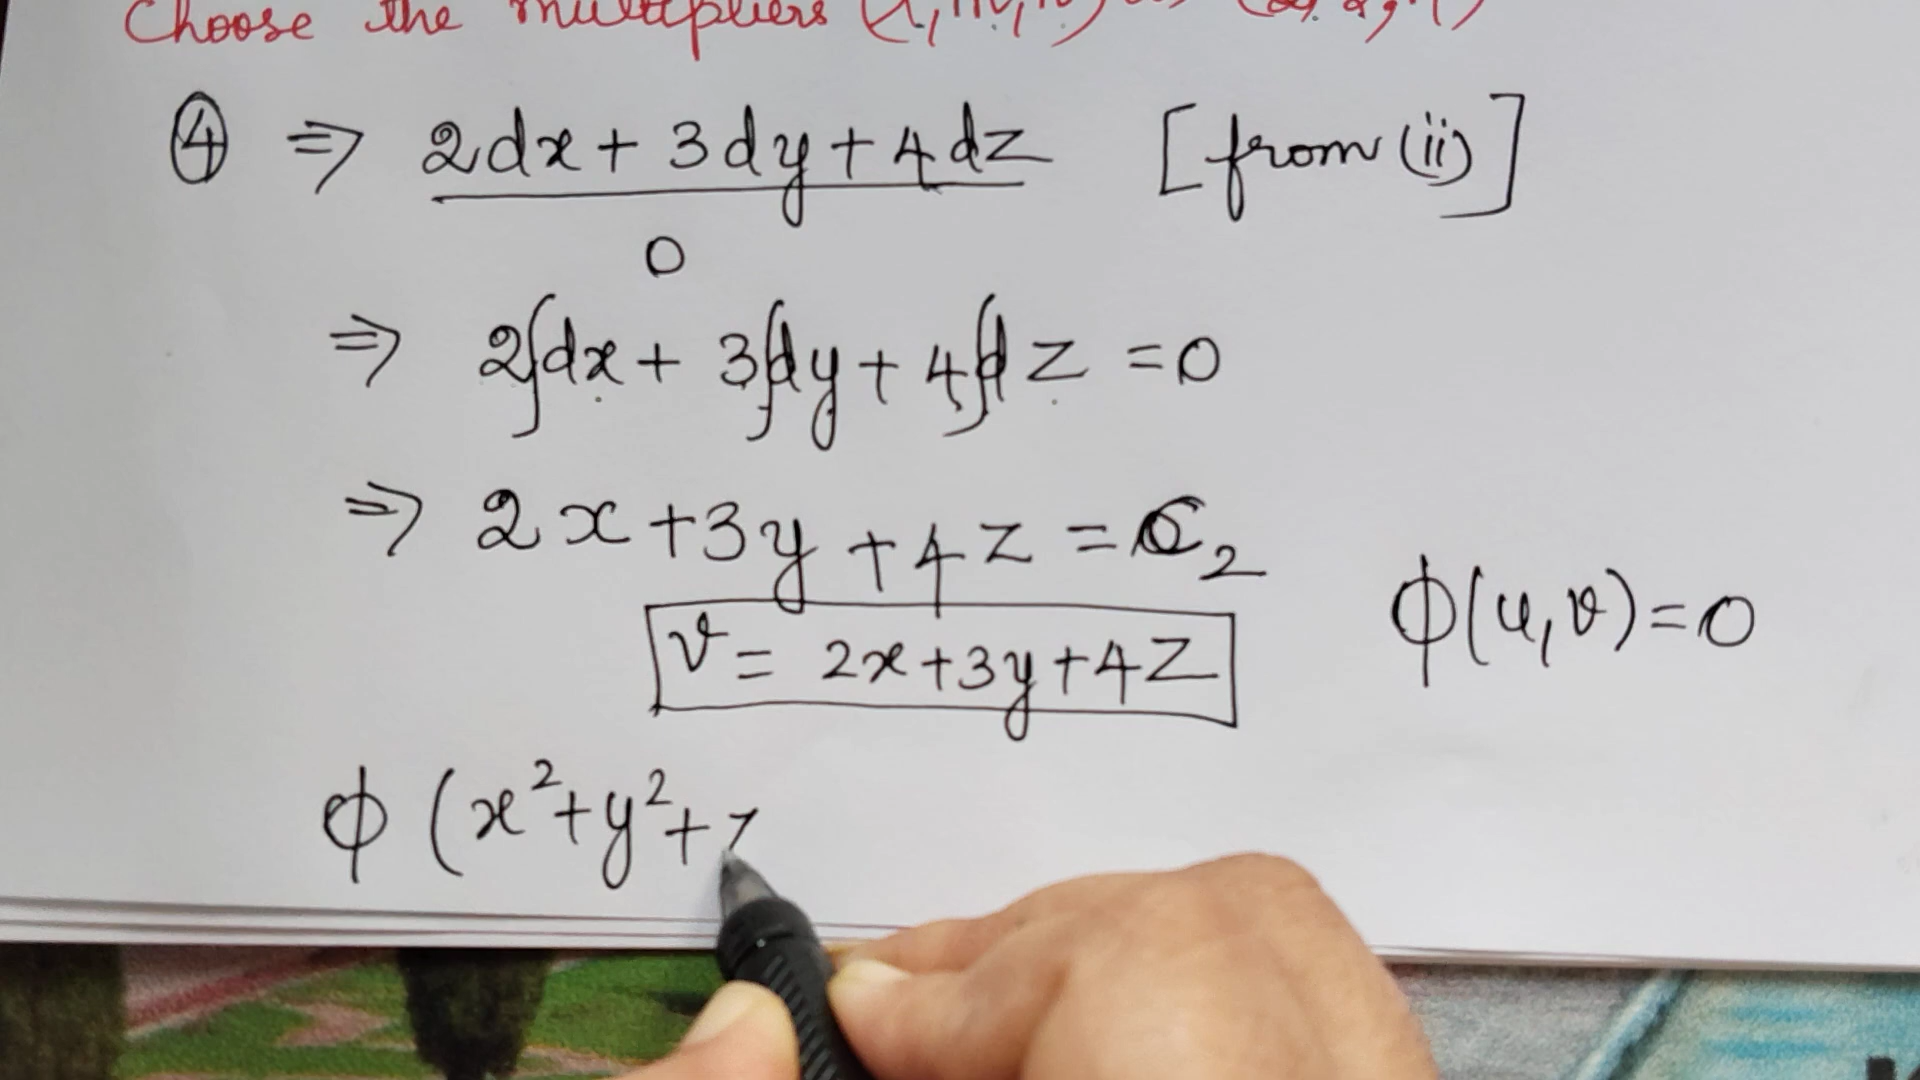 Choose the multipliers
④ ⇒ 2dx + 3dy + 4dz [from (ii)]
0
⇒ 2∫dx + 3∫dy + 4∫dz = 0
⇒ 2x + 3y + 4z = C₂
v = 2x + 3y + 4z
ϕ(u, v) = 0
ϕ (x² + y² + z